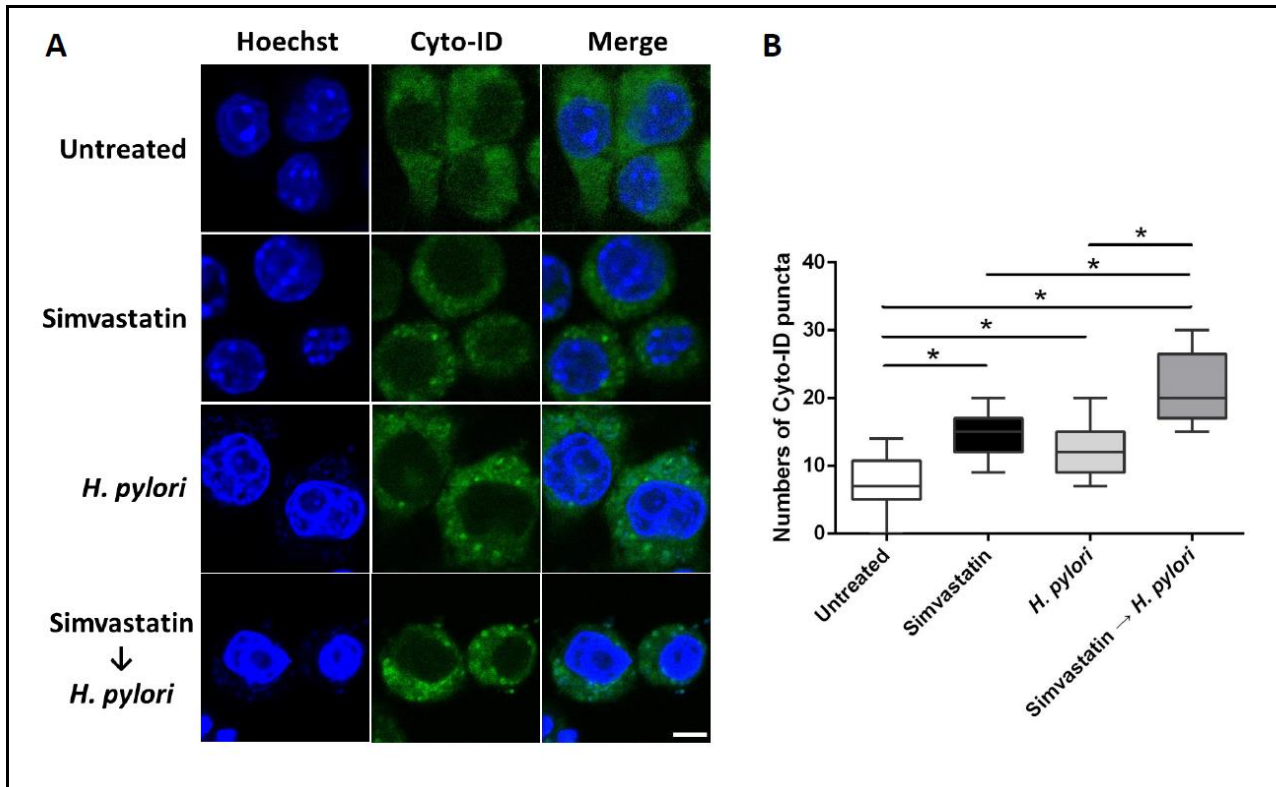 A
Hoechst Cyto-ID Merge
Untreated
Simvastatin
H. pylori
Simvastatin
↓
H. pylori
B
Numbers of Cyto-ID puncta
40
30
20
10
0
*
*
*
*
*
Untreated
Simvastatin
H. pylori
Simvastatin → H. pylori